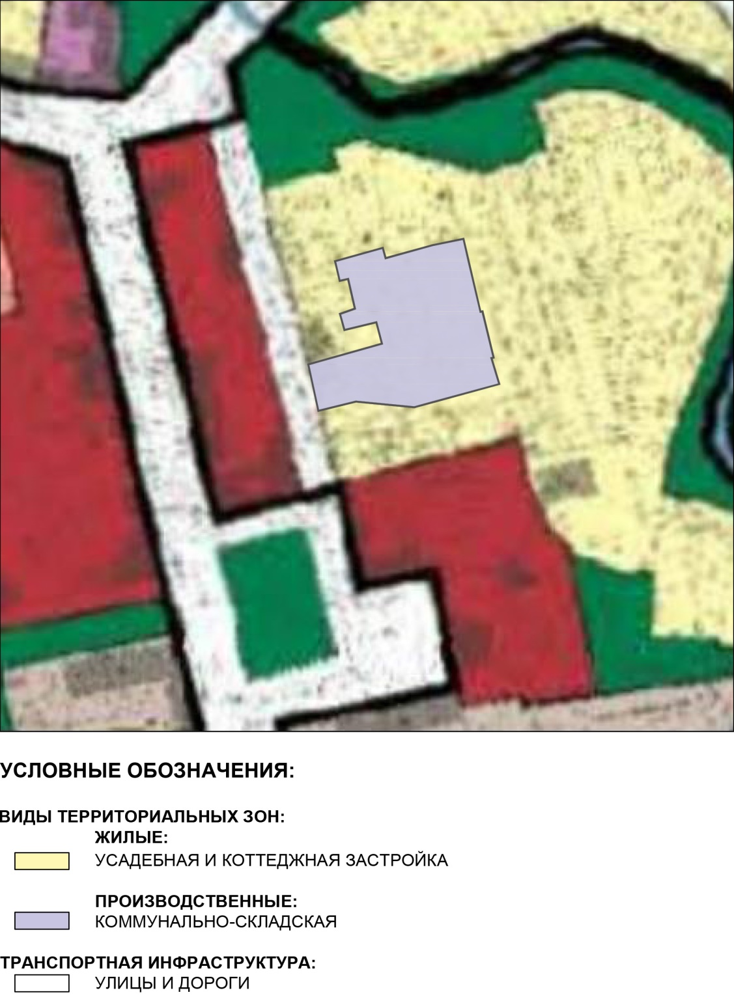 УСЛОВНЫЕ ОБОЗНАЧЕНИЯ:
ВИДЫ ТЕРРИТОРИАЛЬНЫХ ЗОН:
ЖИЛЫЕ:
УСАДЕБНАЯ И КОТТЕДЖНАЯ ЗАСТРОЙКА
ПРОИЗВОДСТВЕННЫЕ:
КОММУНАЛЬНО-СКЛАДСКАЯ
ТРАНСПОРТНАЯ ИНФРАСТРУКТУРА:
УЛИЦЫ И ДОРОГИ